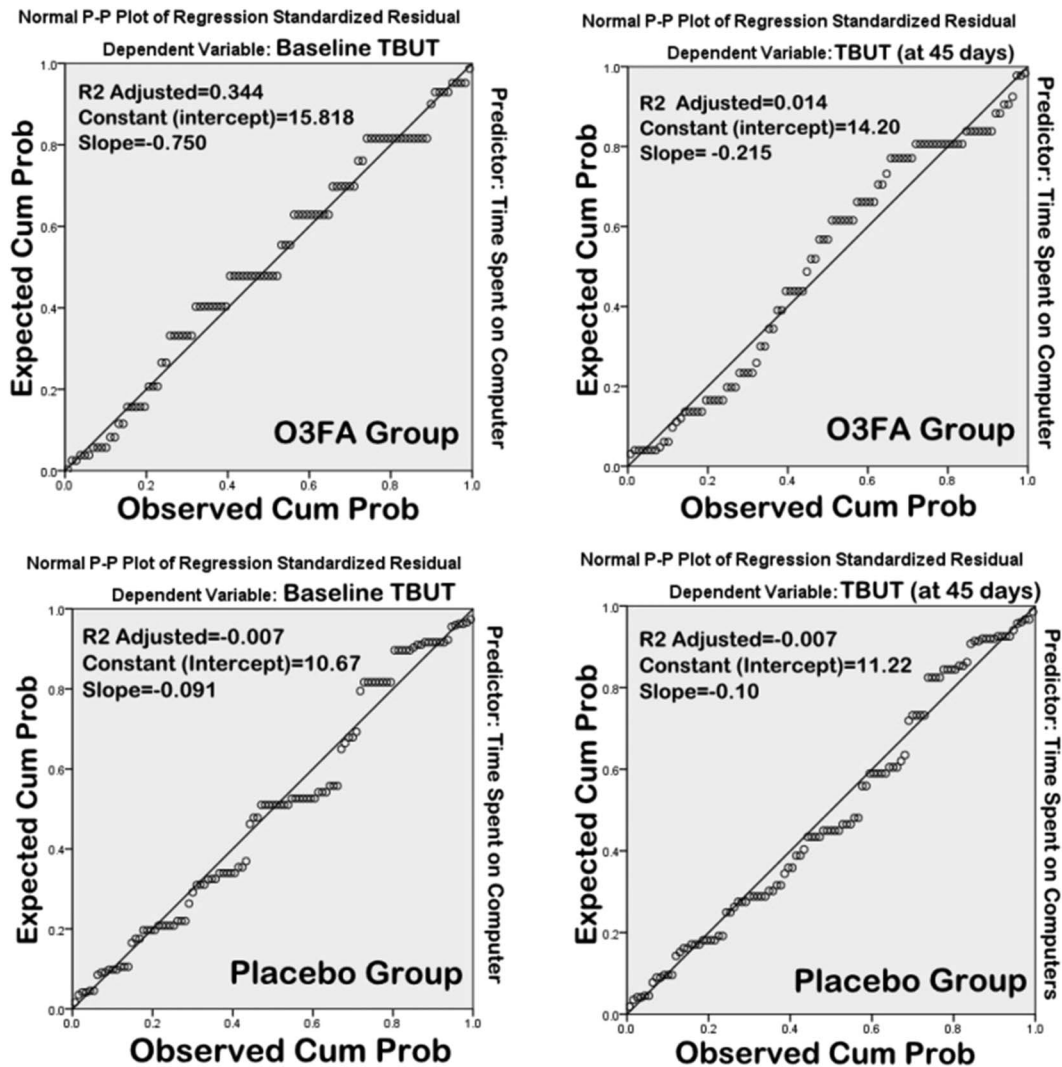 Normal P-P Plot of Regression Standardized Residual
Dependent Variable: Baseline TBUT
R2 Adjusted=0.344
Constant (intercept)=15.818
Slope=-0.750
1.0
0.8
0.6
0.4
0.2
0.0
Expected Cum Prob
O3FA Group
0.0 0.2 0.4 0.6 0.8 1.0
Observed Cum Prob
Predictor: Time Spent on Computer
Normal P-P Plot of Regression Standardized Residual
Dependent Variable: TBUT (at 45 days)
R2 Adjusted=0.014
Constant (intercept)=14.20
Slope= -0.215
1.0
0.8
0.6
0.4
0.2
0.0
Expected Cum Prob
O3FA Group
0.0 0.2 0.4 0.6 0.8 1.0
Observed Cum Prob
Predictor: Time Spent on Computer
Normal P-P Plot of Regression Standardized Residual
Dependent Variable: Baseline TBUT
R2 Adjusted=-0.007
Constant (Intercept)=10.67
Slope=-0.091
1.0
0.8
0.6
0.4
0.2
0.0
Expected Cum Prob
Placebo Group
0.0 0.2 0.4 0.6 0.8 1.0
Observed Cum Prob
Predictor: Time Spent on Computer
Normal P-P Plot of Regression Standardized Residual
Dependent Variable: TBUT (at 45 days)
R2 Adjusted=-0.007
Constant (Intercept)=11.22
Slope=-0.10
1.0
0.8
0.6
0.4
0.2
0.0
Expected Cum Prob
Placebo Group
0.0 0.2 0.4 0.6 0.8 1.0
Observed Cum Prob
Predictor: Time Spent on Computers